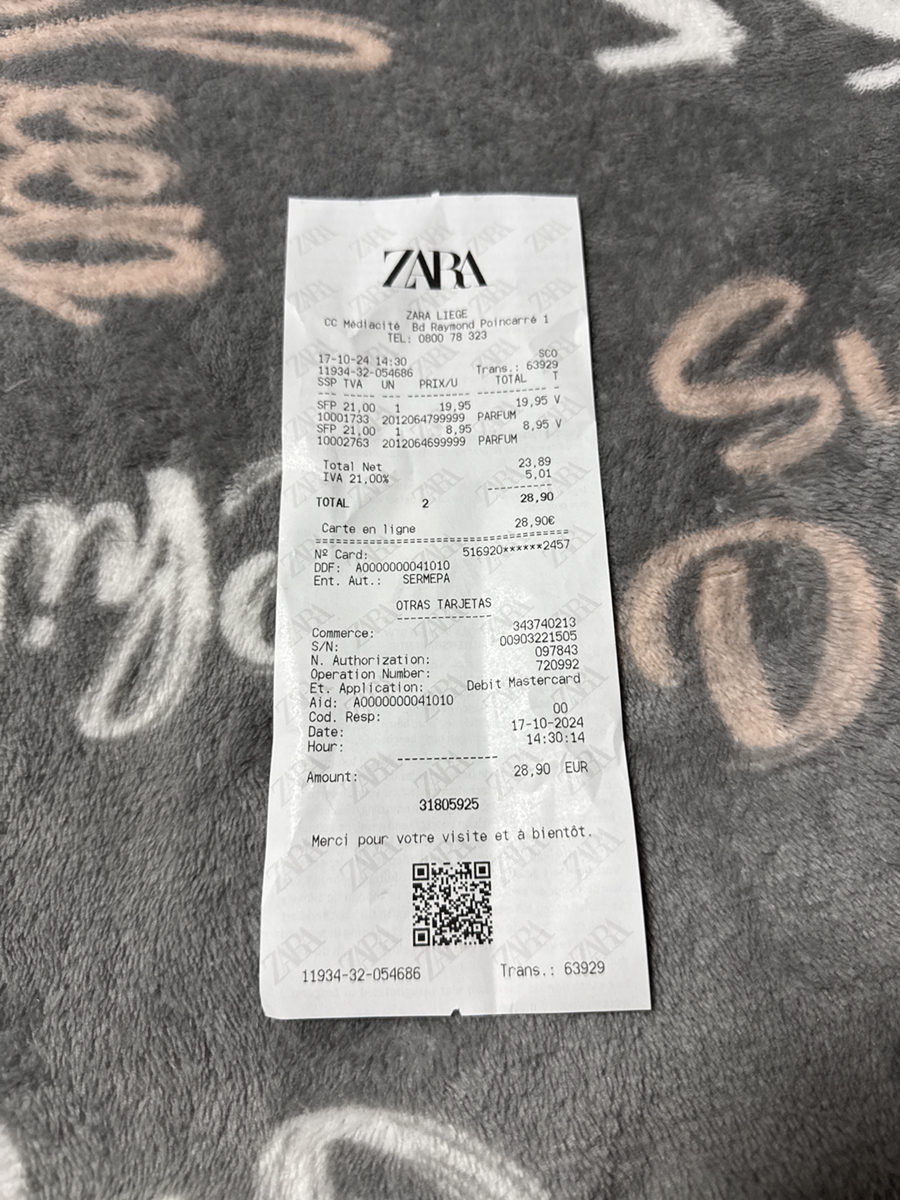 ZARA
ZARA LIEGE
CC Médiacité Bd Raymond Poincarré 1
TEL: 0800 78 323
17-10-24 14:30 SCO
11934-32-054686 Trans.: 63929
SSP TVA UN PRIX/U TOTAL T
SFP 21,00 1 19,95 19,95 V
10001733 2012064799999 PARFUM
SFP 21,00 1 8,95 8,95 V
10002763 2012064699999 PARFUM
Total Net 23,89
IVA 21,00% 5,01
TOTAL 2 28,90
Carte en ligne 28,90€
Nº Card: 516920******2457
DDF: A0000000041010
Ent. Aut.: SERMEPA
OTRAS TARJETAS
Commerce: 343740213
S/N: 00903221505
N. Authorization: 097843
Operation Number: 720992
Et. Application: Debit Mastercard
Aid: A0000000041010
Cod. Resp: 00
Date: 17-10-2024
Hour: 14:30:14
Amount: 28,90 EUR
31805925
Merci pour votre visite et à bientôt.
11934-32-054686 Trans.: 63929